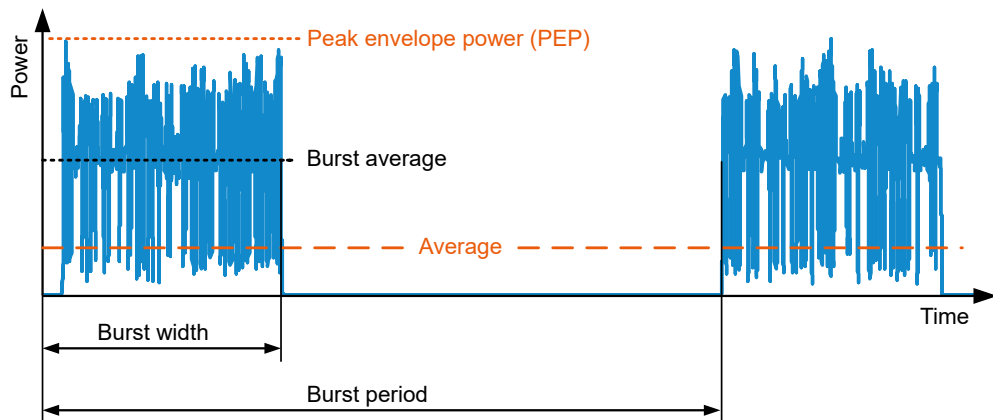 Power
Peak envelope power (PEP)
Burst average
Average
Time
Burst width
Burst period